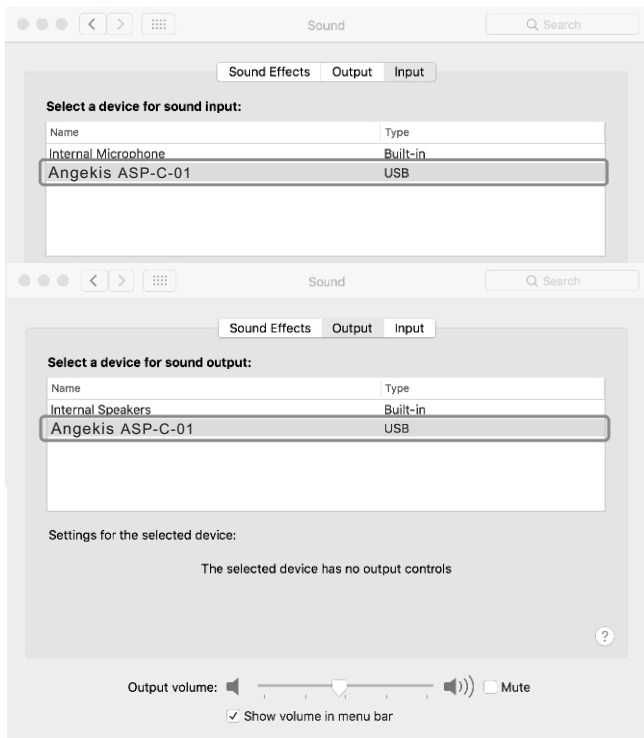 Sound
Search
Sound Effects Output Input
Select a device for sound input:
Name Type
Internal Microphone Built-in
Angekis ASP-C-01 USB
Sound
Search
Sound Effects Output Input
Select a device for sound output:
Name Type
Internal Speakers Built-in
Angekis ASP-C-01 USB
Settings for the selected device:
The selected device has no output controls
?
Output volume: Mute
Show volume in menu bar